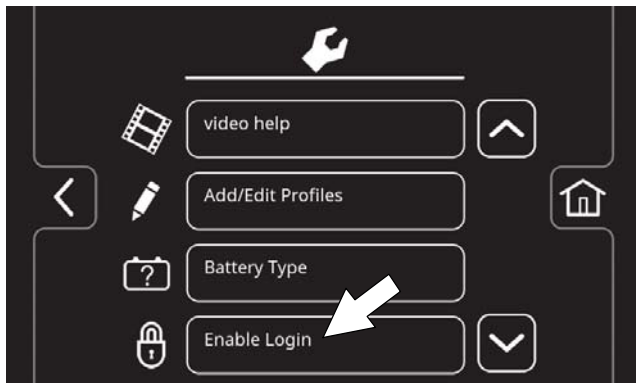 video help
Add/Edit Profiles
?
Battery Type
Enable Login